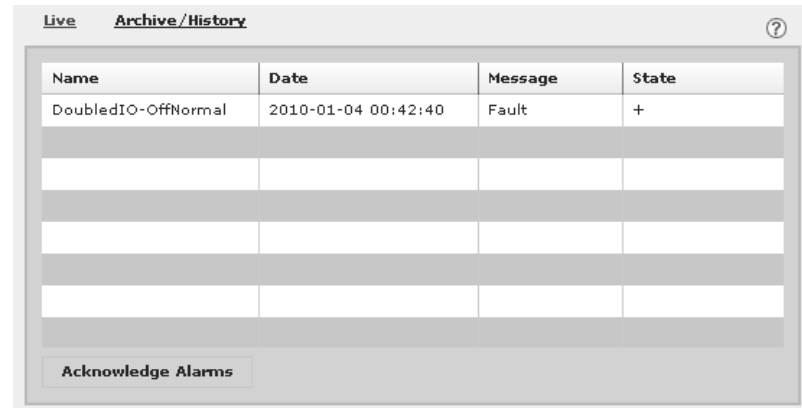 Live Archive/History ?
Name Date Message State
DoubledIO-OffNormal 2010-01-04 00:42:40 Fault +
Acknowledge Alarms